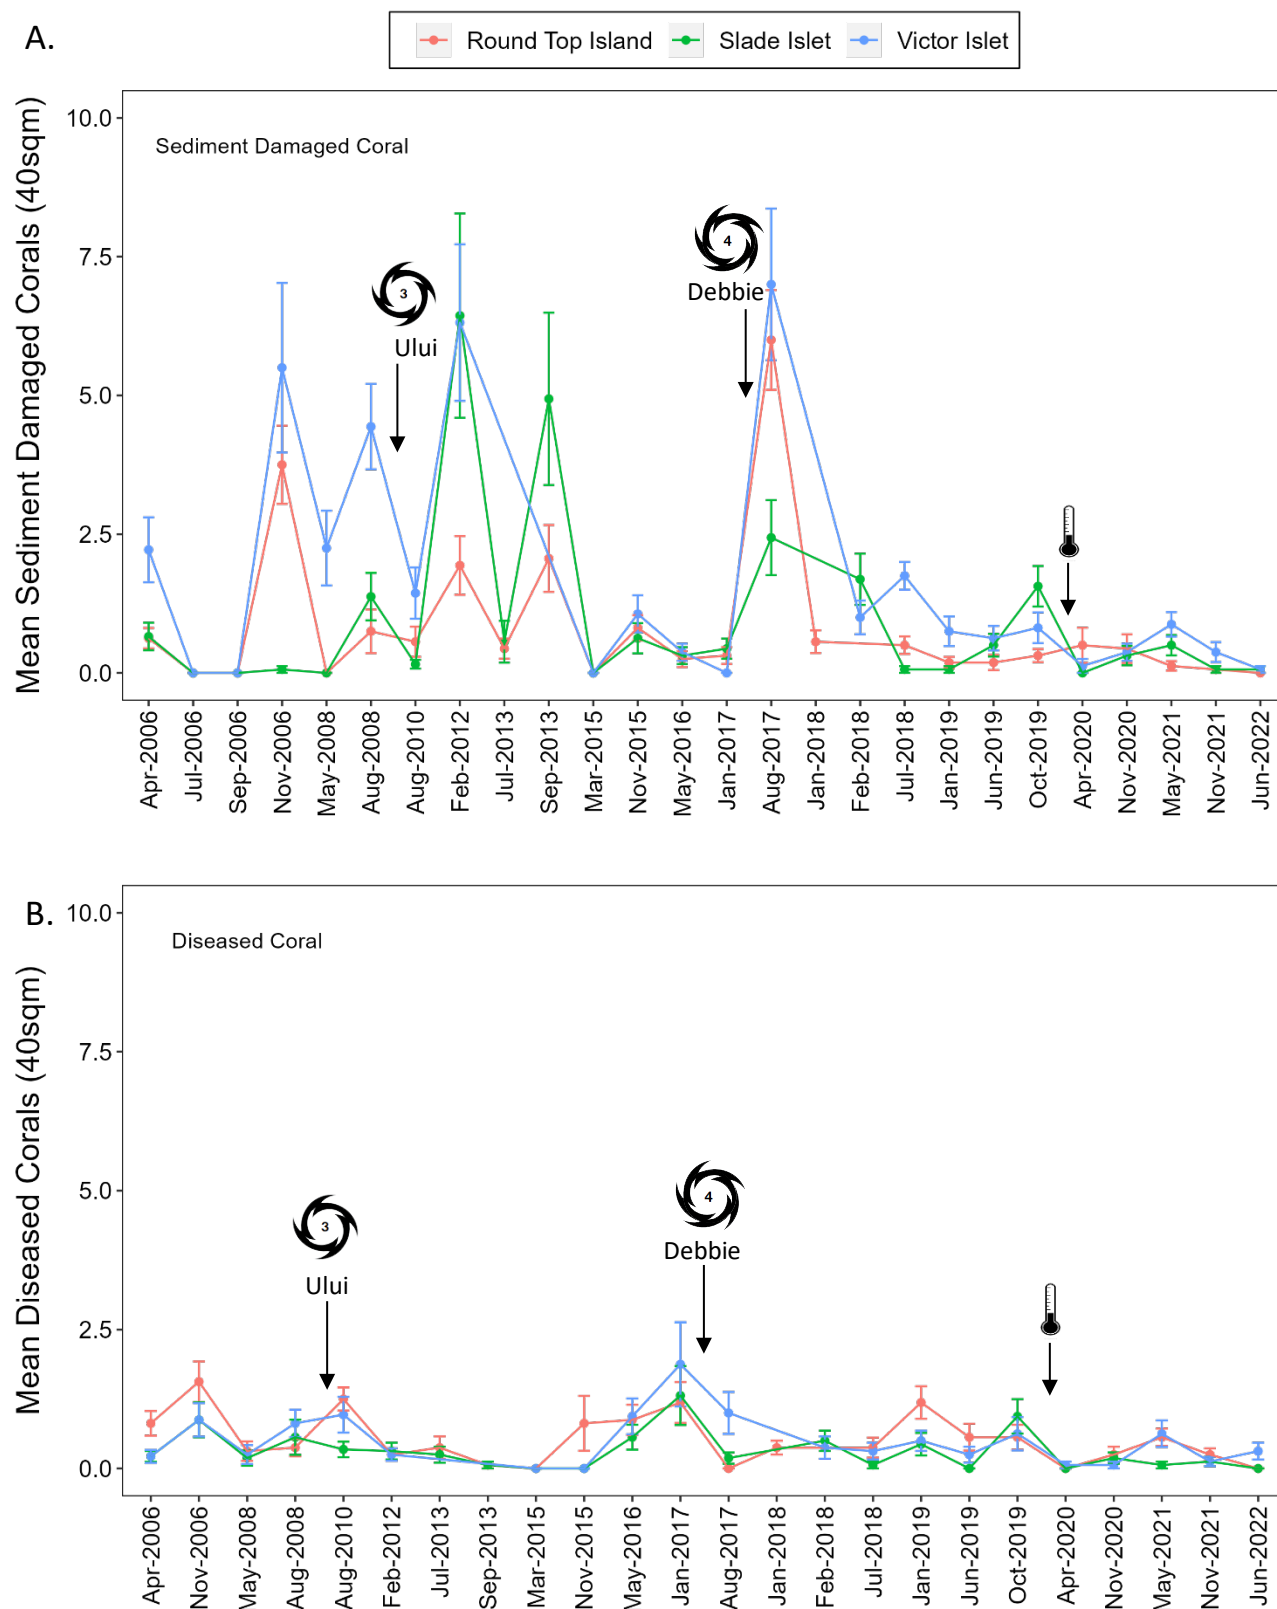 A.
Round Top Island Slade Islet Victor Islet
Mean Sediment Damaged Corals (40sqm)
10.0
7.5
5.0
2.5
0.0
Sediment Damaged Coral
3
Ului
4
Debbie
Apr-2006
Jul-2006
Sep-2006
Nov-2006
May-2008
Aug-2008
Aug-2010
Feb-2012
Jul-2013
Sep-2013
Mar-2015
Nov-2015
May-2016
Jan-2017
Aug-2017
Jan-2018
Feb-2018
Jul-2018
Jan-2019
Jun-2019
Oct-2019
Apr-2020
Nov-2020
May-2021
Nov-2021
Jun-2022
B.
Mean Diseased Corals (40sqm)
10.0
7.5
5.0
2.5
0.0
Diseased Coral
3
Ului
4
Debbie
Apr-2006
Nov-2006
May-2008
Aug-2008
Aug-2010
Feb-2012
Jul-2013
Sep-2013
Mar-2015
Nov-2015
May-2016
Jan-2017
Aug-2017
Jan-2018
Feb-2018
Jul-2018
Jan-2019
Jun-2019
Oct-2019
Apr-2020
Nov-2020
May-2021
Nov-2021
Jun-2022